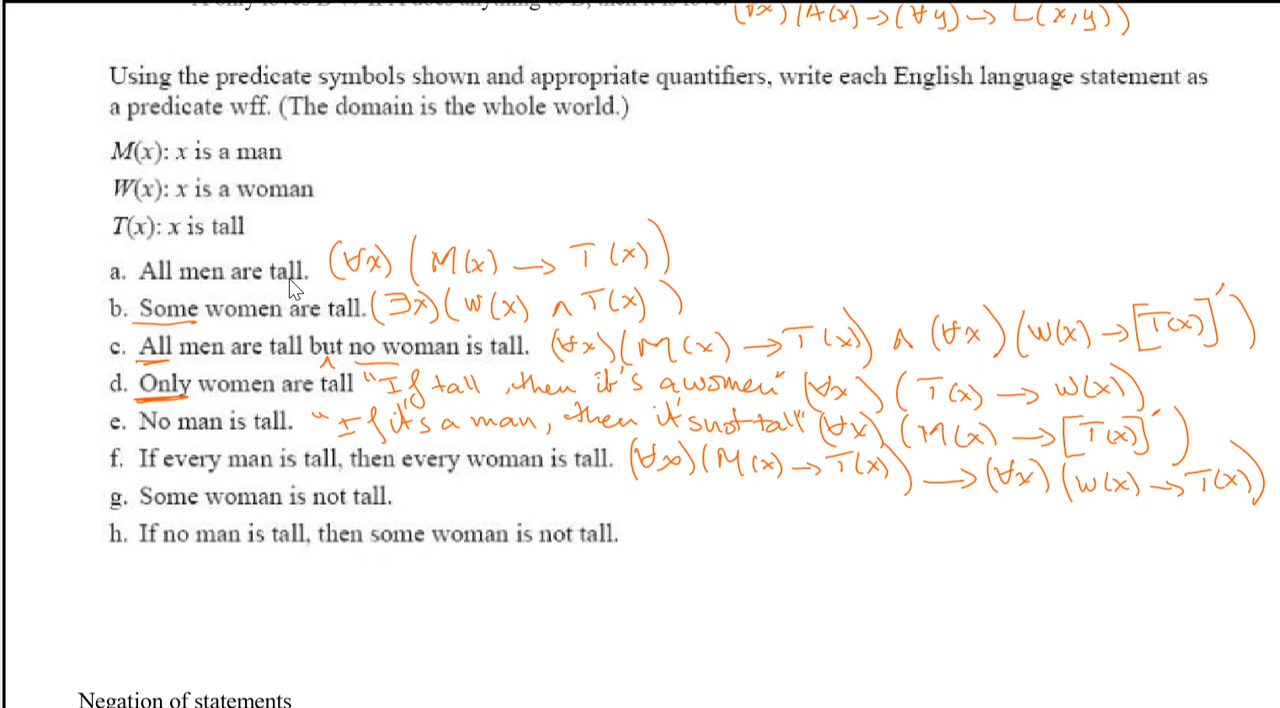 (∀x)(A(x)→(∀y)→ L(x,y))
Using the predicate symbols shown and appropriate quantifiers, write each English language statement as
a predicate wff. (The domain is the whole world.)
M(x): x is a man
W(x): x is a woman
T(x): x is tall
a. All men are tall. (∀x) ( M(x) → T(x) )
b. Some women are tall. (∃x) ( W(x) ∧ T(x) )
c. All men are tall but no woman is tall. (∀x)(M(x) → T(x)) ∧ (∀x)(W(x) → [T(x)]')
d. Only women are tall "If tall, then it's a women" (∀x) ( T(x) → W(x))
e. No man is tall. "If it's a man, then it's not tall" (∀x) (M(x) → [T(x)]')
f. If every man is tall, then every woman is tall. (∀x)(M(x) → T(x)) → (∀x) (W(x) → T(x))
g. Some woman is not tall.
h. If no man is tall, then some woman is not tall.
Negation of statements